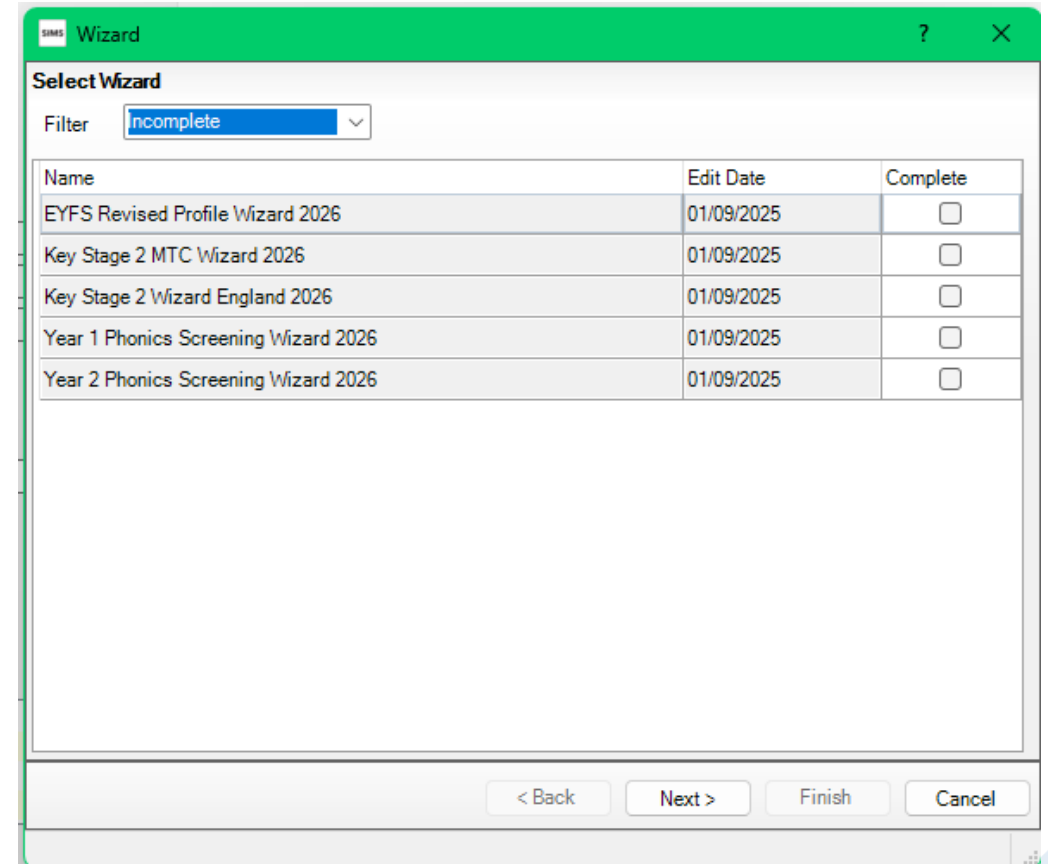 SIMS Wizard ?
Select Wizard
Filter Incomplete
Name Edit Date Complete
EYFS Revised Profile Wizard 2026 01/09/2025
Key Stage 2 MTC Wizard 2026 01/09/2025
Key Stage 2 Wizard England 2026 01/09/2025
Year 1 Phonics Screening Wizard 2026 01/09/2025
Year 2 Phonics Screening Wizard 2026 01/09/2025
< Back Next > Finish Cancel